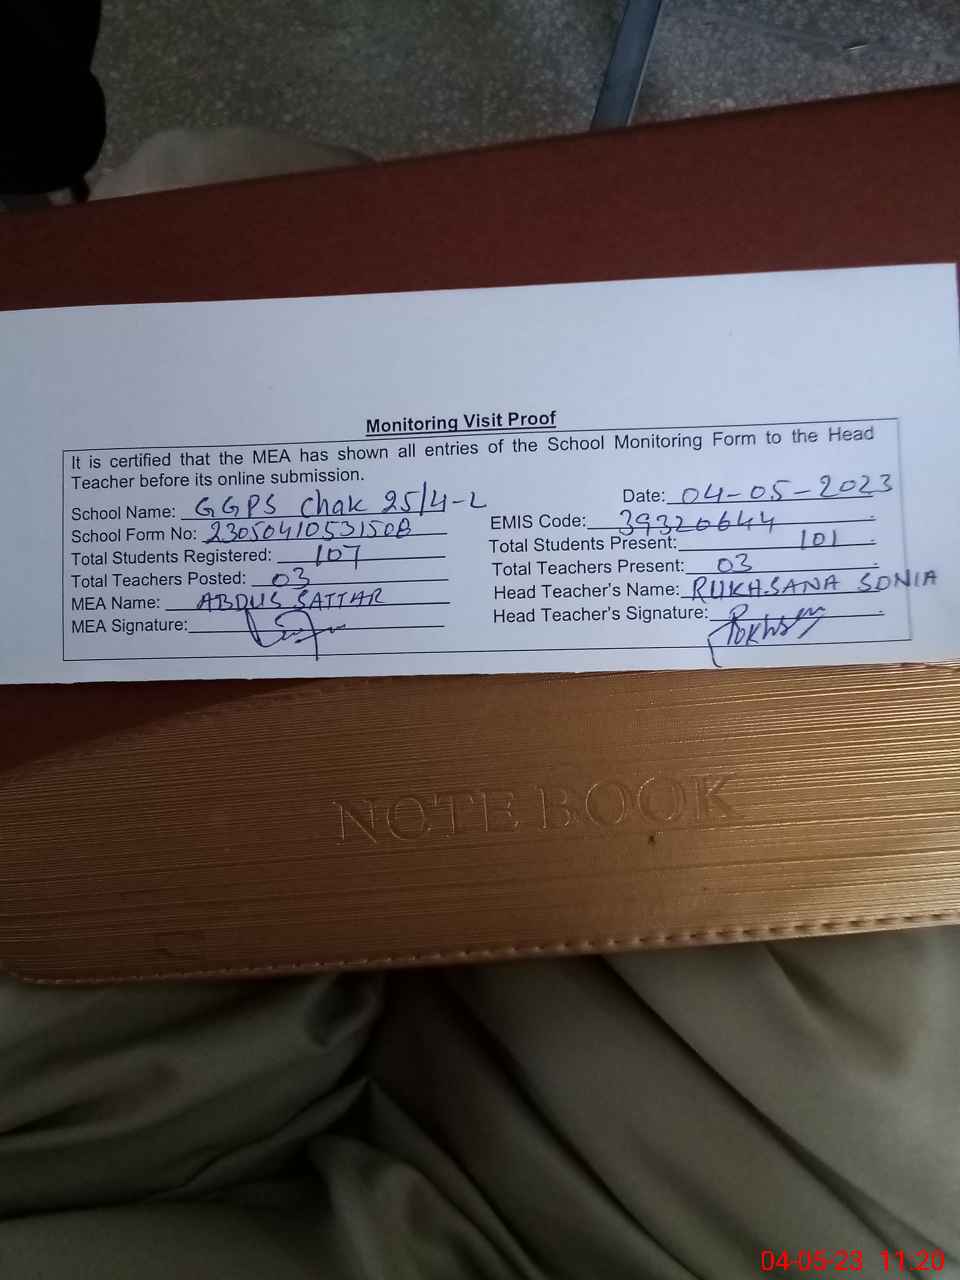 Monitoring Visit Proof
It is certified that the MEA has shown all entries of the School Monitoring Form to the Head
Teacher before its online submission.
School Name: GGPS Chak 25/4-L Date: 04-05-2023
School Form No: 2305041053150B EMIS Code: 39320644
Total Students Registered: 107 Total Students Present: 101
Total Teachers Posted: 03 Total Teachers Present: 03
MEA Name: ABDUS SATTAR Head Teacher's Name: RUKHSANA SONIA
MEA Signature: Head Teacher's Signature:
NOTE BOOK
04-05-23 11:20